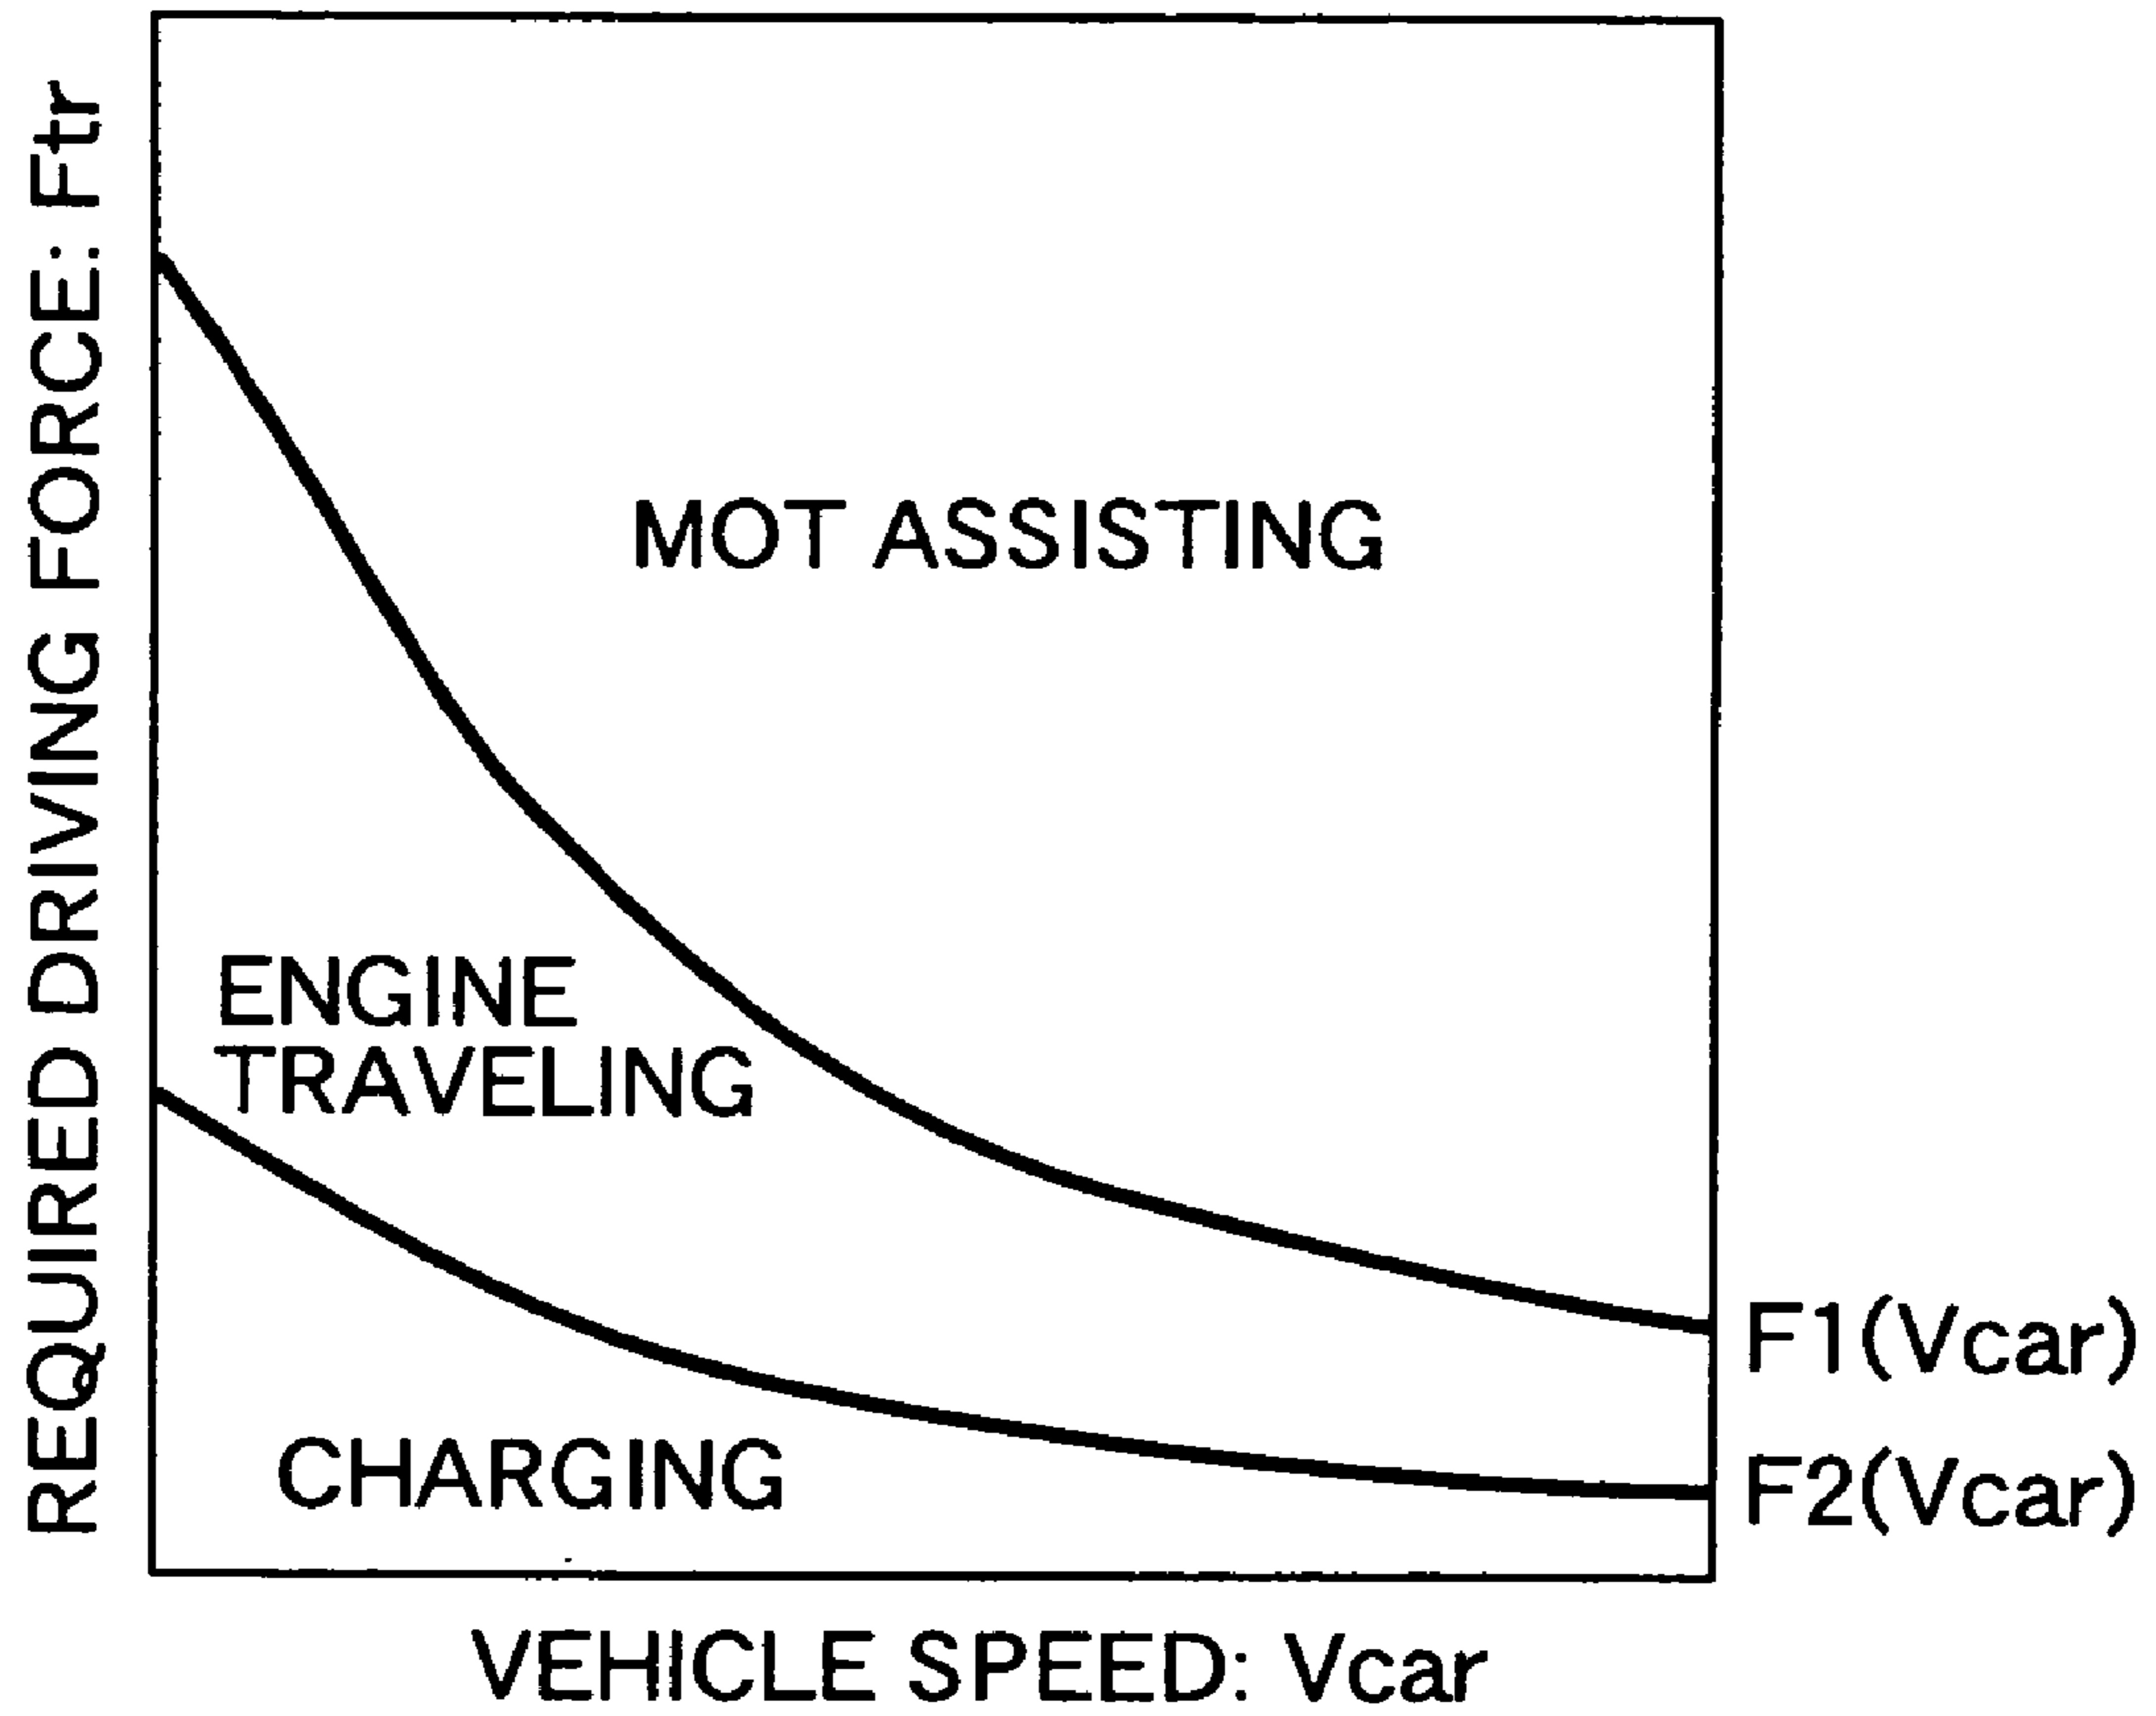 REQUIRED DRIVING FORCE: Ftr
MOT ASSISTING
ENGINE
TRAVELING
CHARGING
F1(Vcar)
F2(Vcar)
VEHICLE SPEED: Vcar